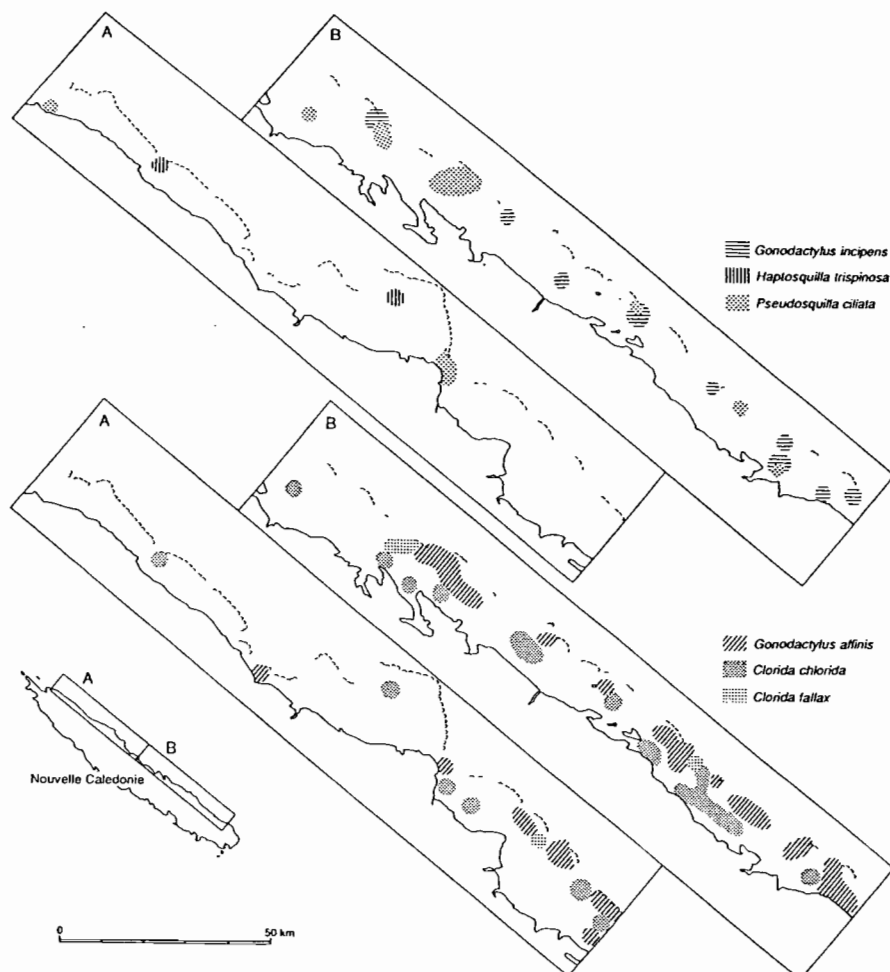 A
B
Gonodactylus incipens
Haptosquilla trispinosa
Pseudosquilla ciliata
A
B
Gonodactylus affinis
Clorida chlorida
Clorida fallax
A
B
Nouvelle Caledonie
0 50 km